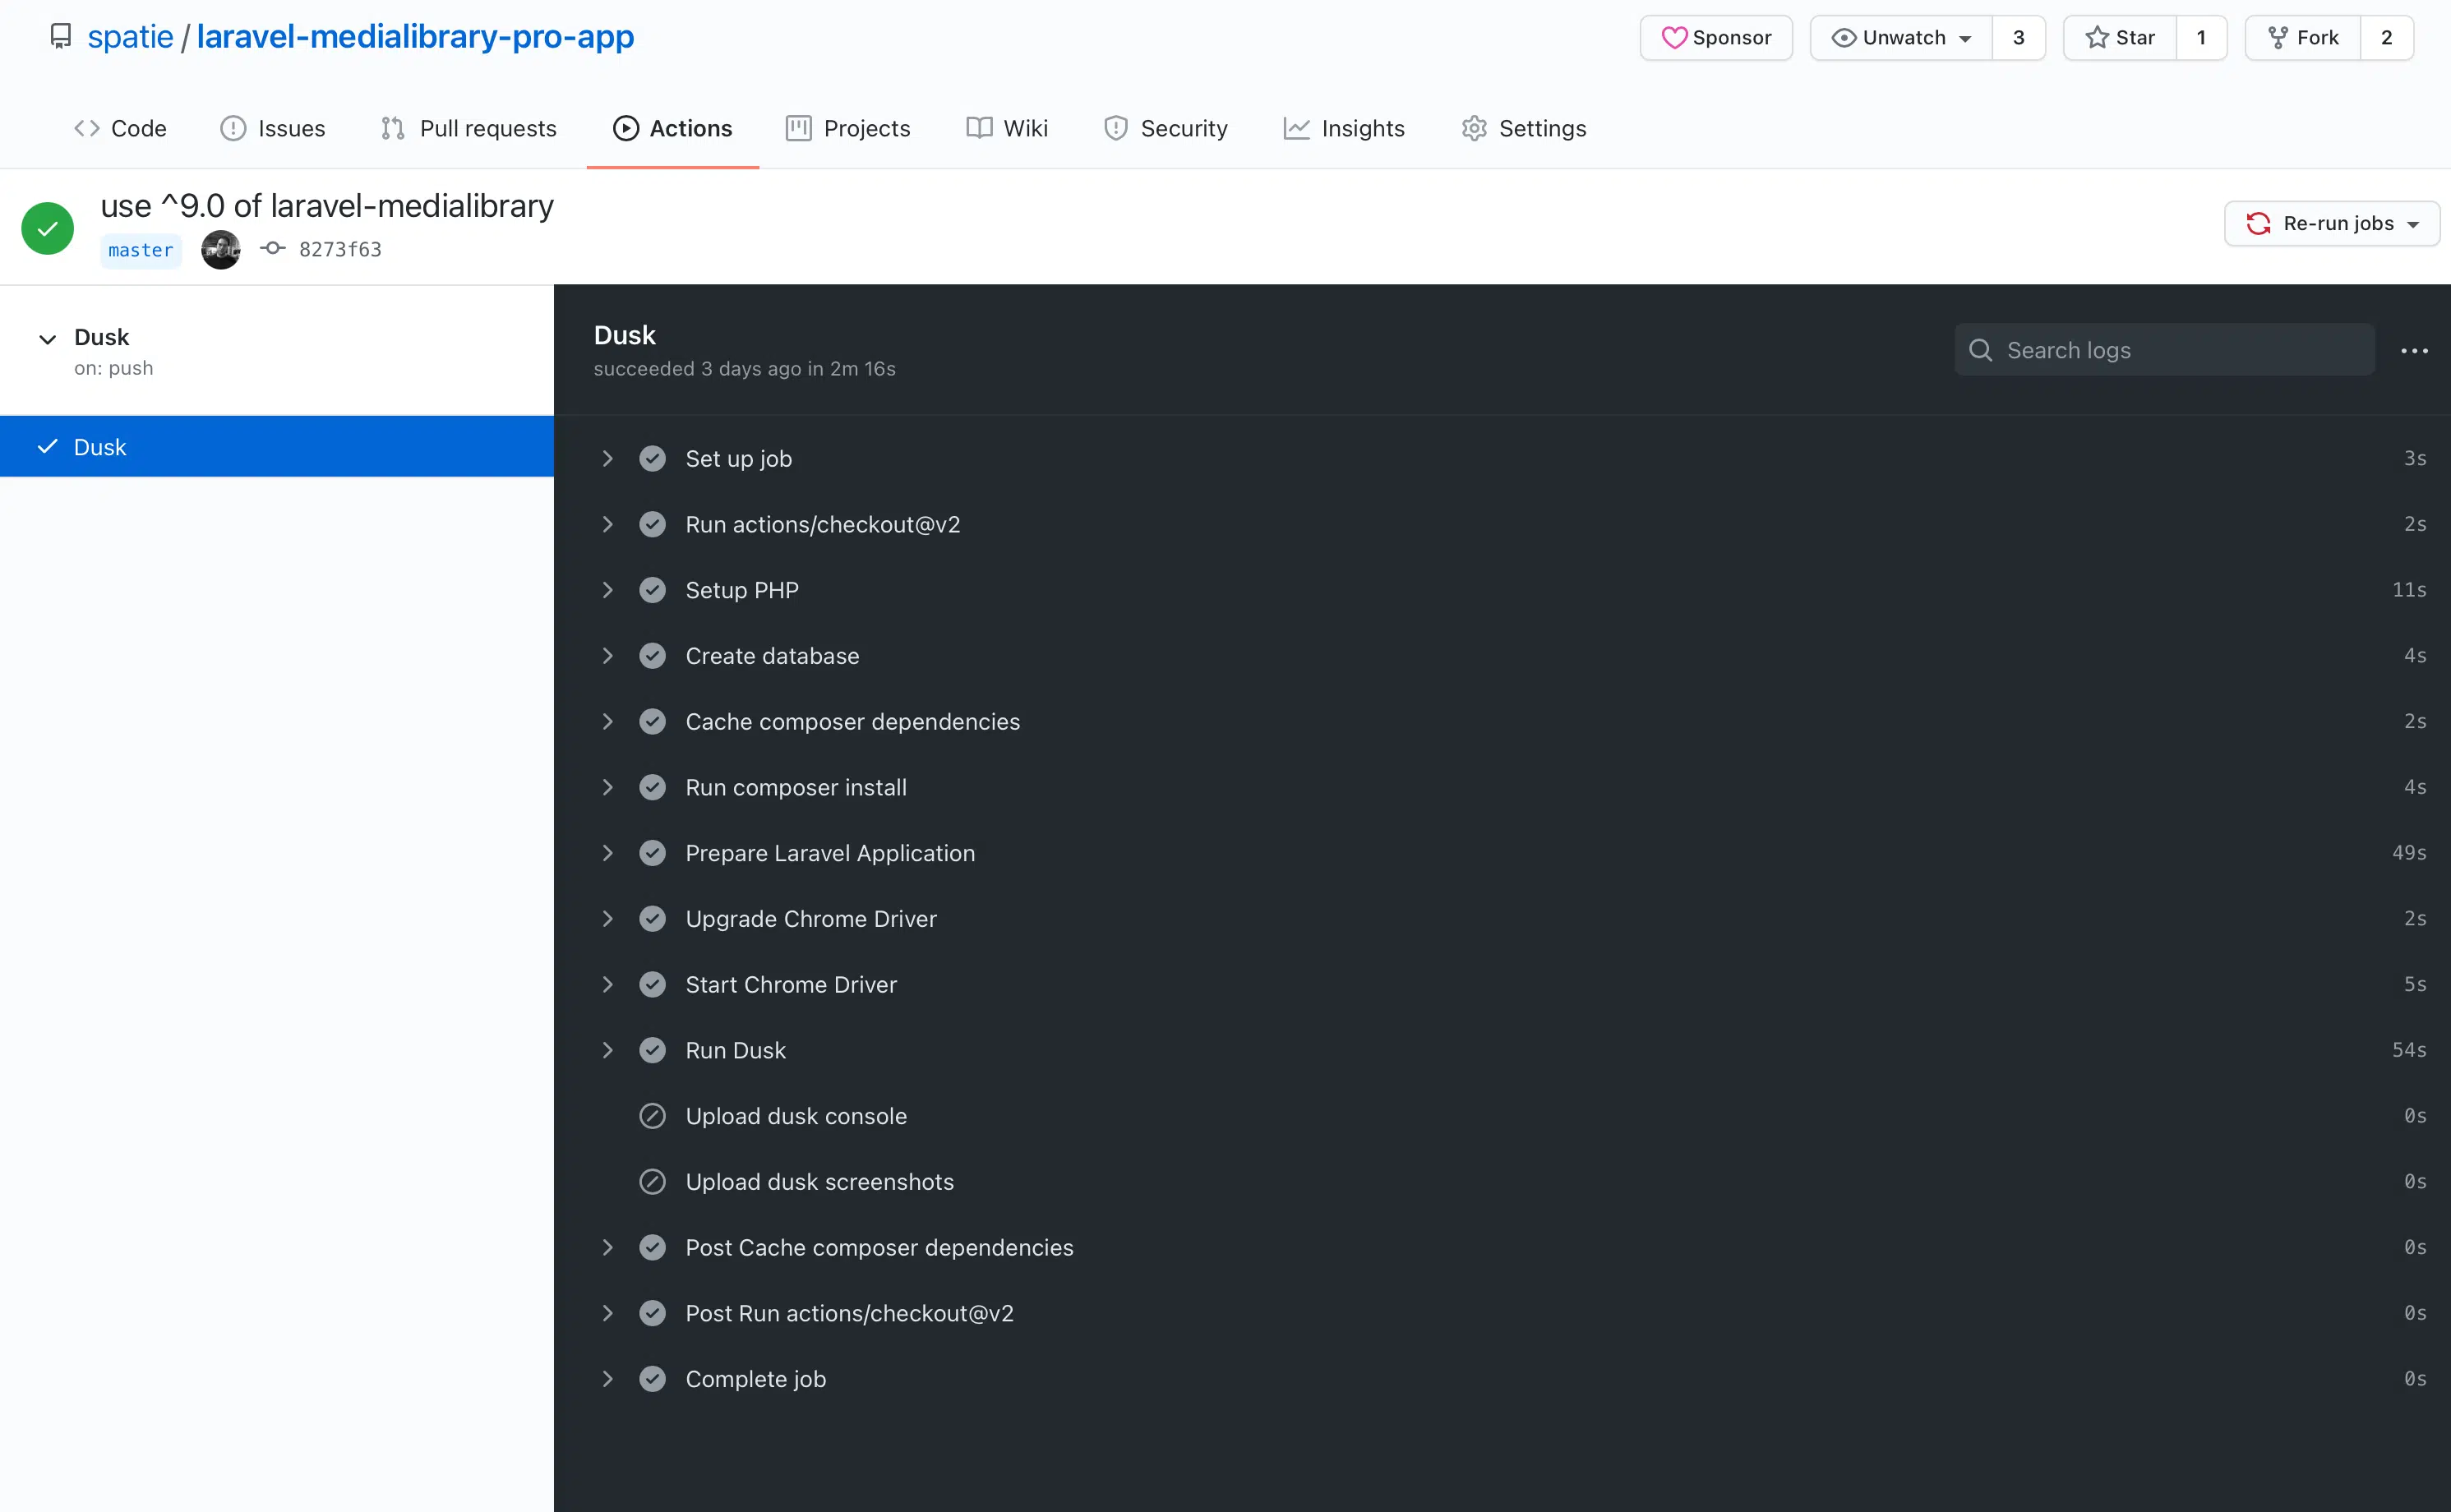 spatie / laravel-medialibrary-pro-app
Sponsor
Unwatch 3
Star 1
Fork 2
Code
Issues
Pull requests
Actions
Projects
Wiki
Security
Insights
Settings
use ^9.0 of laravel-medialibrary
master 8273f63
Re-run jobs
Dusk
on: push
Dusk
Dusk
succeeded 3 days ago in 2m 16s
Search logs
Set up job 3s
Run actions/checkout@v2 2s
Setup PHP 11s
Create database 4s
Cache composer dependencies 2s
Run composer install 4s
Prepare Laravel Application 49s
Upgrade Chrome Driver 2s
Start Chrome Driver 5s
Run Dusk 54s
Upload dusk console 0s
Upload dusk screenshots 0s
Post Cache composer dependencies 0s
Post Run actions/checkout@v2 0s
Complete job 0s